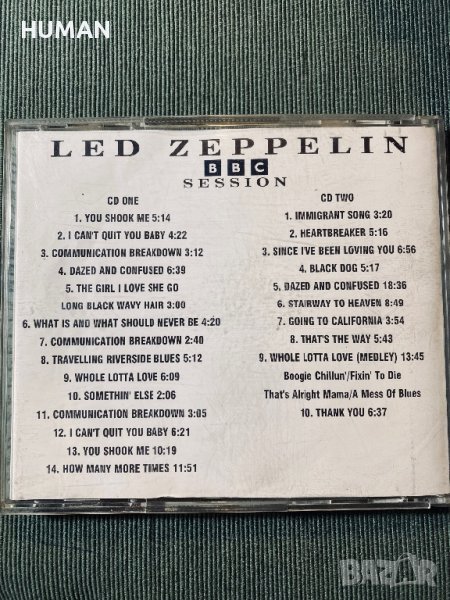 HUMAN
LED ZEPPELIN
BBC
SESSION
CD ONE
1. YOU SHOOK ME 5:14
2. I CAN'T QUIT YOU BABY 4:22
3. COMMUNICATION BREAKDOWN 3:12
4. DAZED AND CONFUSED 6:39
5. THE GIRL I LOVE SHE GO
LONG BLACK WAVY HAIR 3:00
6. WHAT IS AND WHAT SHOULD NEVER BE 4:20
7. COMMUNICATION BREAKDOWN 2:40
8. TRAVELLING RIVERSIDE BLUES 5:12
9. WHOLE LOTTA LOVE 6:09
10. SOMETHIN' ELSE 2:06
11. COMMUNICATION BREAKDOWN 3:05
12. I CAN'T QUIT YOU BABY 6:21
13. YOU SHOOK ME 10:19
14. HOW MANY MORE TIMES 11:51
CD TWO
1. IMMIGRANT SONG 3:20
2. HEARTBREAKER 5:16
3. SINCE I'VE BEEN LOVING YOU 6:56
4. BLACK DOG 5:17
5. DAZED AND CONFUSED 18:36
6. STAIRWAY TO HEAVEN 8:49
7. GOING TO CALIFORNIA 3:54
8. THAT'S THE WAY 5:43
9. WHOLE LOTTA LOVE (MEDLEY) 13:45
Boogie Chillun'/Fixin' To Die
That's Alright Mama/A Mess Of Blues
10. THANK YOU 6:37
BAZAR